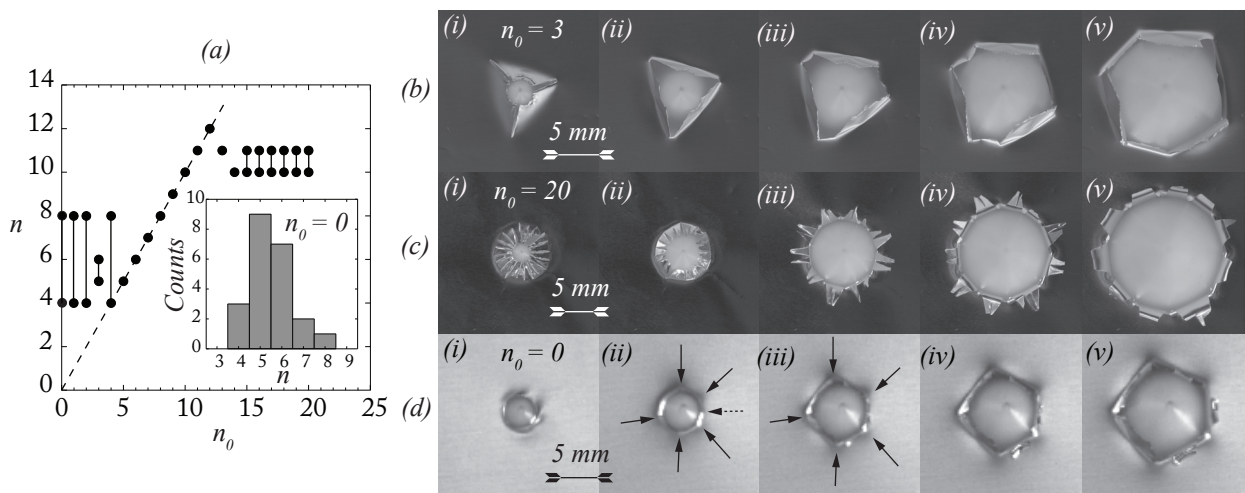 (a)
14
12
10
8
6
4
2
0
n
0 5 10 15 20 25
n0
10
8
6
4
2
0
Counts
n0 = 0
3 4 5 6 7 8 9
n
(b)
(i) n0 = 3 (ii) (iii) (iv) (v)
5 mm
(c)
(i) n0 = 20 (ii) (iii) (iv) (v)
5 mm
(d)
(i) n0 = 0 (ii) (iii) (iv) (v)
5 mm